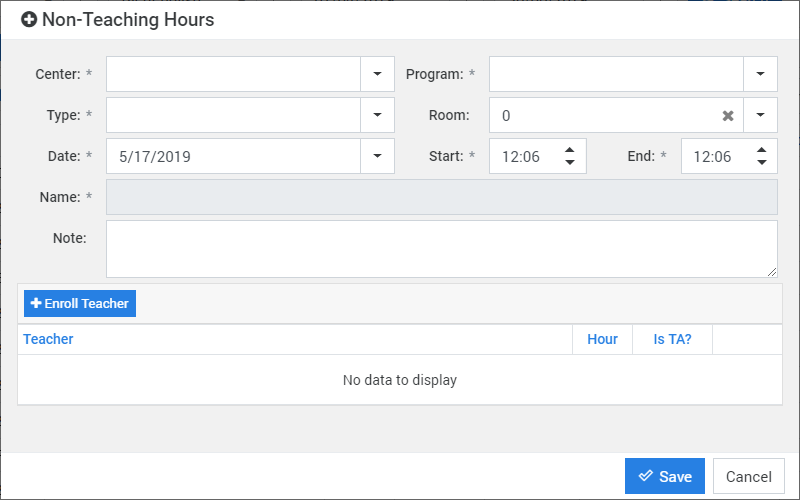 Non-Teaching Hours
Center: * Program: *
Type: * Room: 0
Date: * 5/17/2019 Start: * 12:06 End: * 12:06
Name: *
Note:
Enroll Teacher
Teacher Hour Is TA?
No data to display
Save Cancel